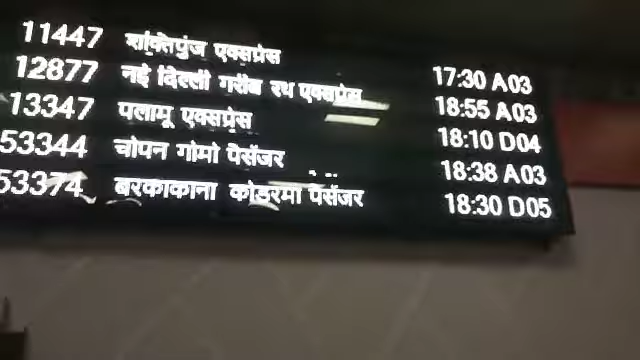 11447 शक्तिपुंज एक्सप्रेस 17:30 A03
12877 नई दिल्ली गरीब रथ एक्सप्रेस 18:55 A03
13347 पलामू एक्सप्रेस 18:10 D04
53344 चोपन गोमो पैसेंजर 18:38 A03
53374 बरकाकाना कोडरमा पैसेंजर 18:30 D05